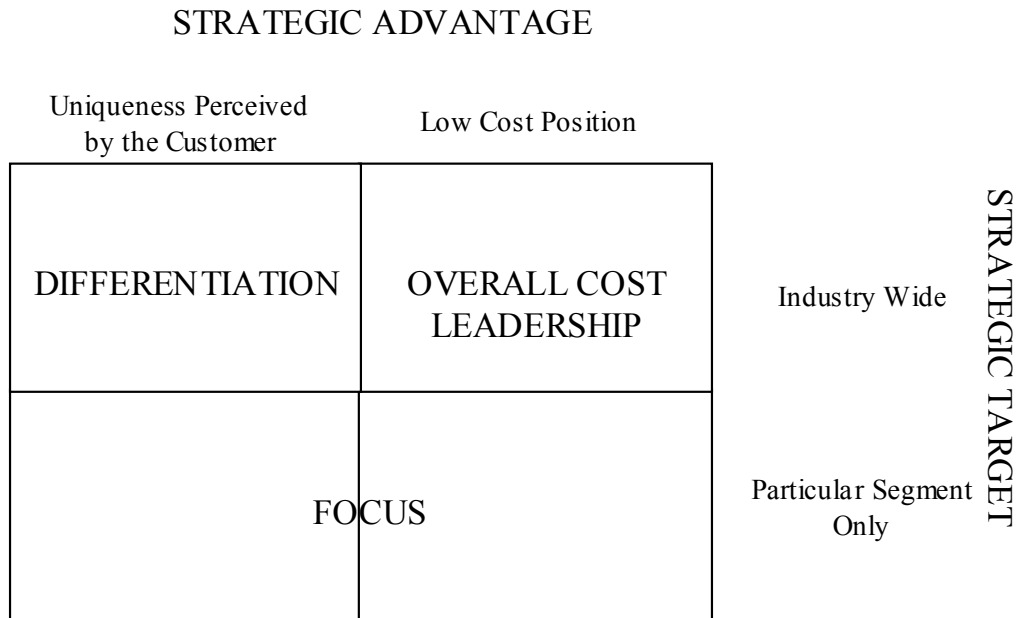 STRATEGIC ADVANTAGE
Uniqueness Perceived
by the Customer
Low Cost Position
DIFFERENTIATION
OVERALL COST
LEADERSHIP
Industry Wide
STRATEGIC TARGET
FOCUS
Particular Segment
Only